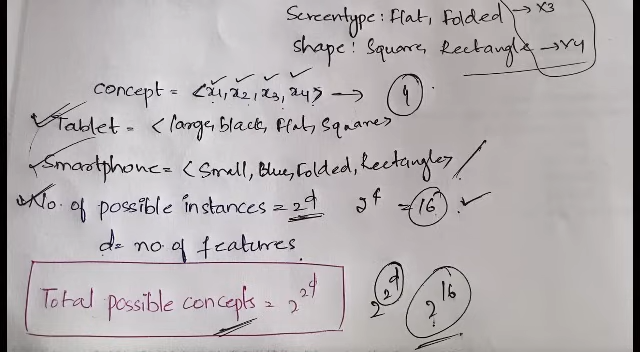 Screentype: Flat, Folded → x3
Shape: Square, Rectangle → x4
concept = <x1, x2, x3, x4> → 4
Tablet = <large, Black, Flat, Square>
Smartphone = <Small, Blue, Folded, Rectangle>
No. of possible instances = 2^d 2^4 = 16
d = no. of features.
Total possible concepts = 2^2^d 2^2^d 2^16